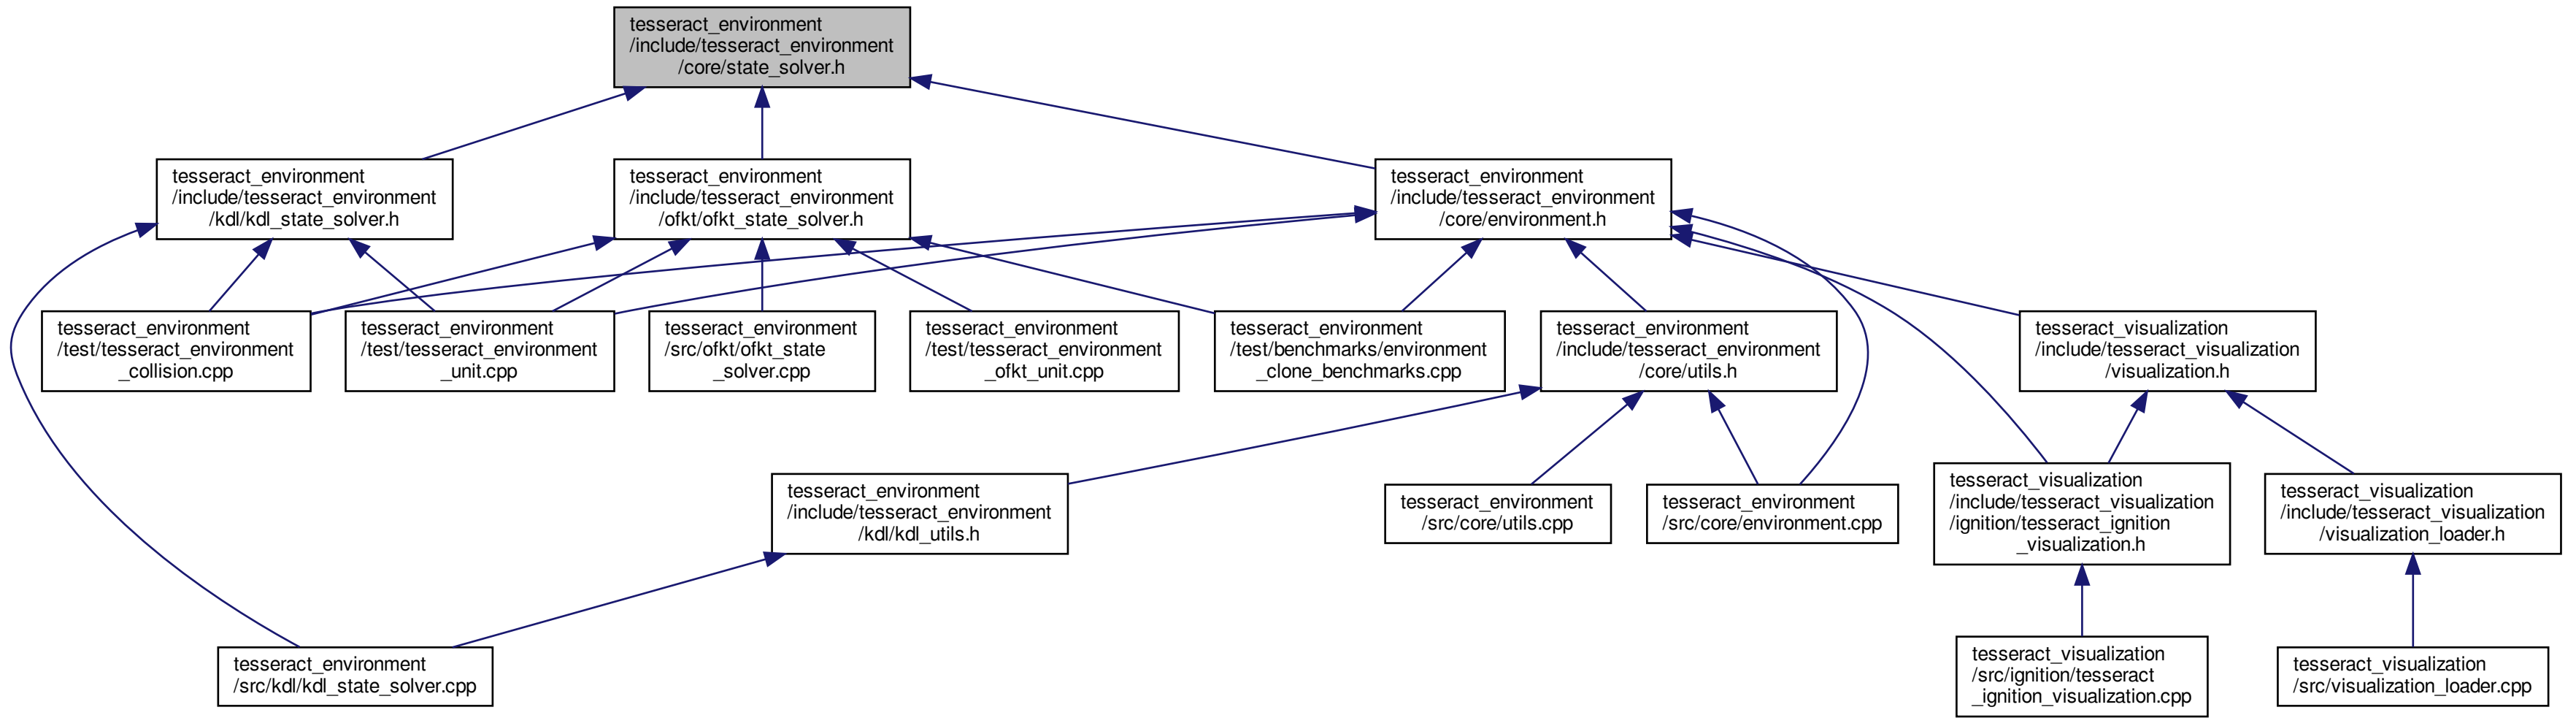 tesseract_environment
/include/tesseract_environment
/core/state_solver.h
tesseract_environment
/include/tesseract_environment
/kdl/kdl_state_solver.h
tesseract_environment
/include/tesseract_environment
/ofkt/ofkt_state_solver.h
tesseract_environment
/include/tesseract_environment
/core/environment.h
tesseract_environment
/test/tesseract_environment
_collision.cpp
tesseract_environment
/test/tesseract_environment
_unit.cpp
tesseract_environment
/src/ofkt/ofkt_state
_solver.cpp
tesseract_environment
/test/tesseract_environment
_ofkt_unit.cpp
tesseract_environment
/test/benchmarks/environment
_clone_benchmarks.cpp
tesseract_environment
/include/tesseract_environment
/core/utils.h
tesseract_visualization
/include/tesseract_visualization
/visualization.h
tesseract_environment
/include/tesseract_environment
/kdl/kdl_utils.h
tesseract_environment
/src/core/utils.cpp
tesseract_environment
/src/core/environment.cpp
tesseract_visualization
/include/tesseract_visualization
/ignition/tesseract_ignition
_visualization.h
tesseract_visualization
/include/tesseract_visualization
/visualization_loader.h
tesseract_environment
/src/kdl/kdl_state_solver.cpp
tesseract_visualization
/src/ignition/tesseract
_ignition_visualization.cpp
tesseract_visualization
/src/visualization_loader.cpp